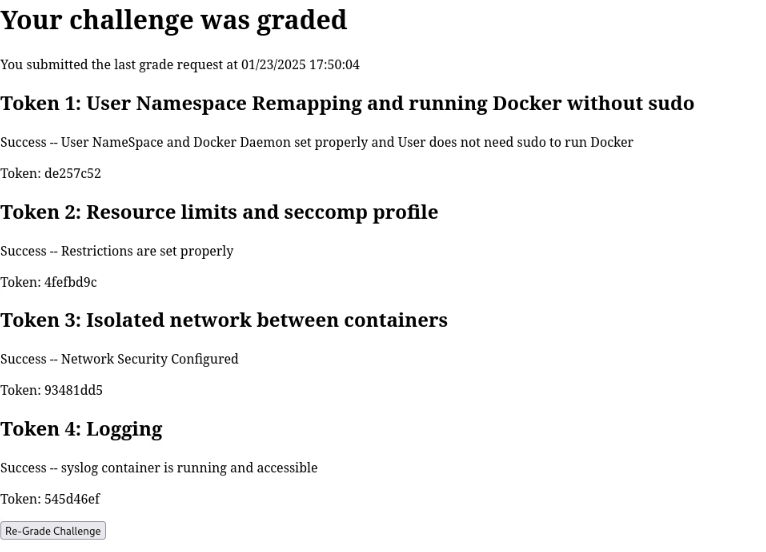 Your challenge was graded
You submitted the last grade request at 01/23/2025 17:50:04
Token 1: User Namespace Remapping and running Docker without sudo
Success -- User NameSpace and Docker Daemon set properly and User does not need sudo to run Docker
Token: de257c52
Token 2: Resource limits and seccomp profile
Success -- Restrictions are set properly
Token: 4fefbd9c
Token 3: Isolated network between containers
Success -- Network Security Configured
Token: 93481dd5
Token 4: Logging
Success -- syslog container is running and accessible
Token: 545d46ef
Re-Grade Challenge